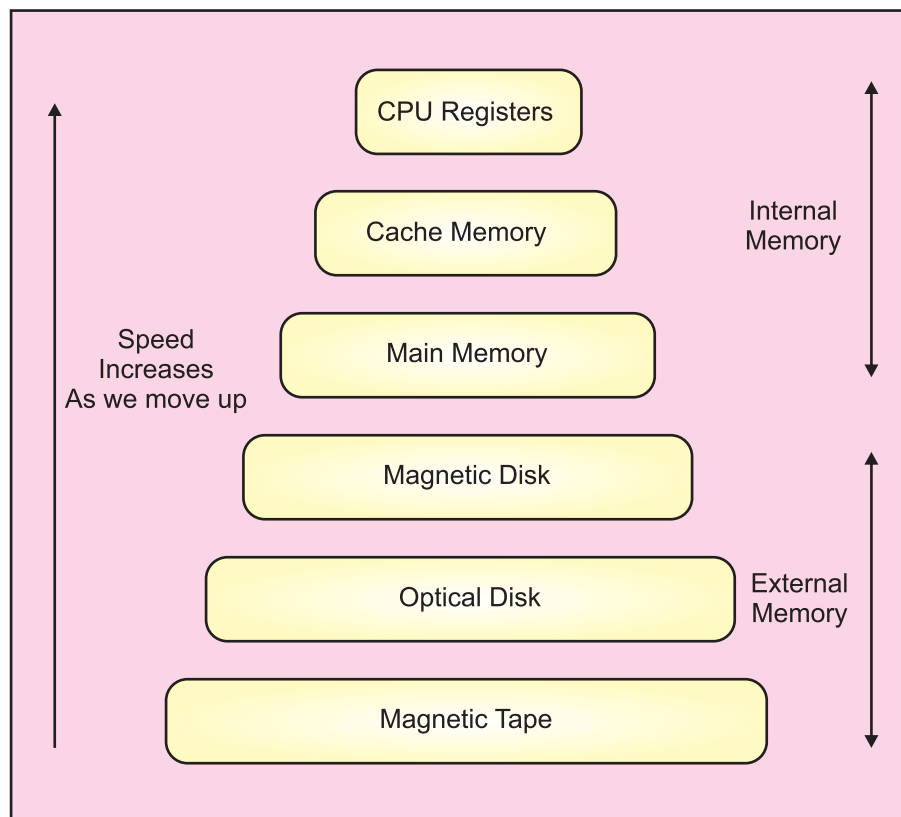 CPU Registers
Cache Memory
Internal
Memory
Main Memory
Speed
Increases
As we move up
Magnetic Disk
Optical Disk
External
Memory
Magnetic Tape